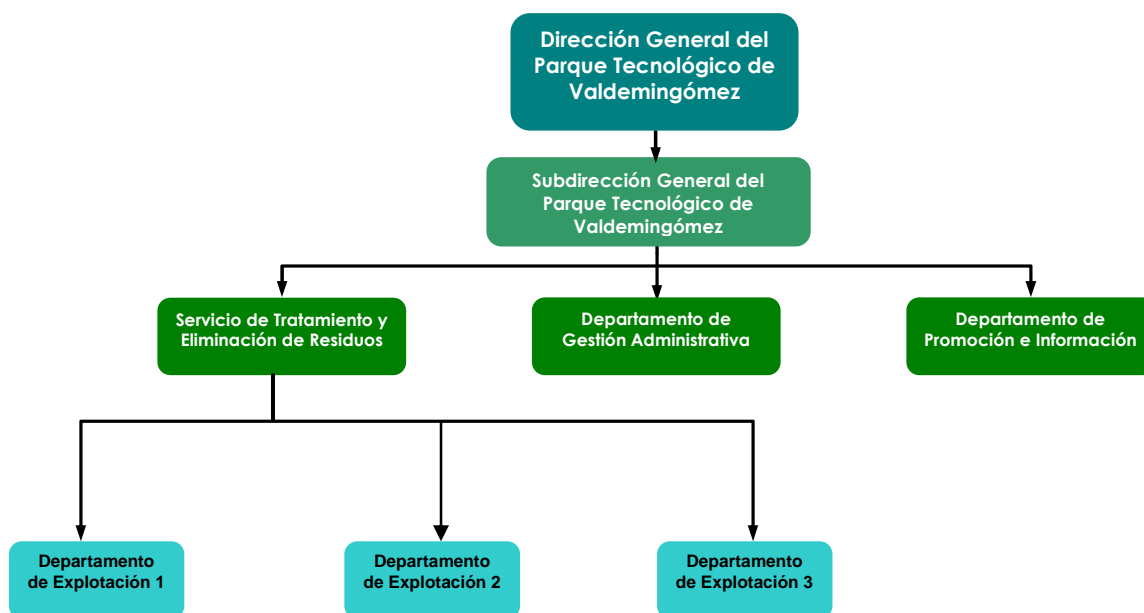 Dirección General del
Parque Tecnológico de
Valdemingómez
Subdirección General del
Parque Tecnológico de
Valdemingómez
Servicio de Tratamiento y
Eliminación de Residuos
Departamento de
Gestión Administrativa
Departamento de
Promoción e Información
Departamento
de Explotación 1
Departamento
de Explotación 2
Departamento
de Explotación 3